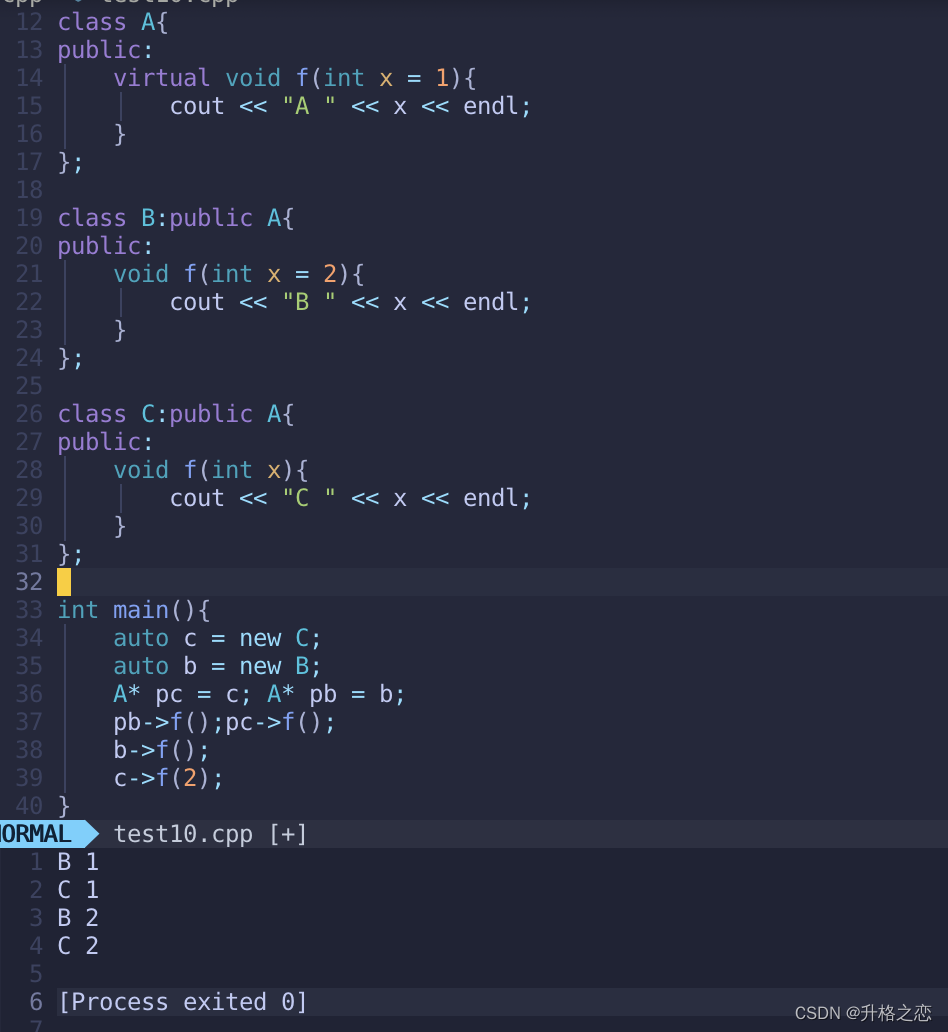 12 class A{
13 public:
14     virtual void f(int x = 1){
15         cout << "A " << x << endl;
16     }
17 };
18
19 class B:public A{
20 public:
21     void f(int x = 2){
22         cout << "B " << x << endl;
23     }
24 };
25
26 class C:public A{
27 public:
28     void f(int x){
29         cout << "C " << x << endl;
30     }
31 };
32
33 int main(){
34     auto c = new C;
35     auto b = new B;
36     A* pc = c; A* pb = b;
37     pb->f();pc->f();
38     b->f();
39     c->f(2);
40 }
ORMAL test10.cpp [+]
1 B 1
2 C 1
3 B 2
4 C 2
5
6 [Process exited 0]
7
CSDN @升格之恋